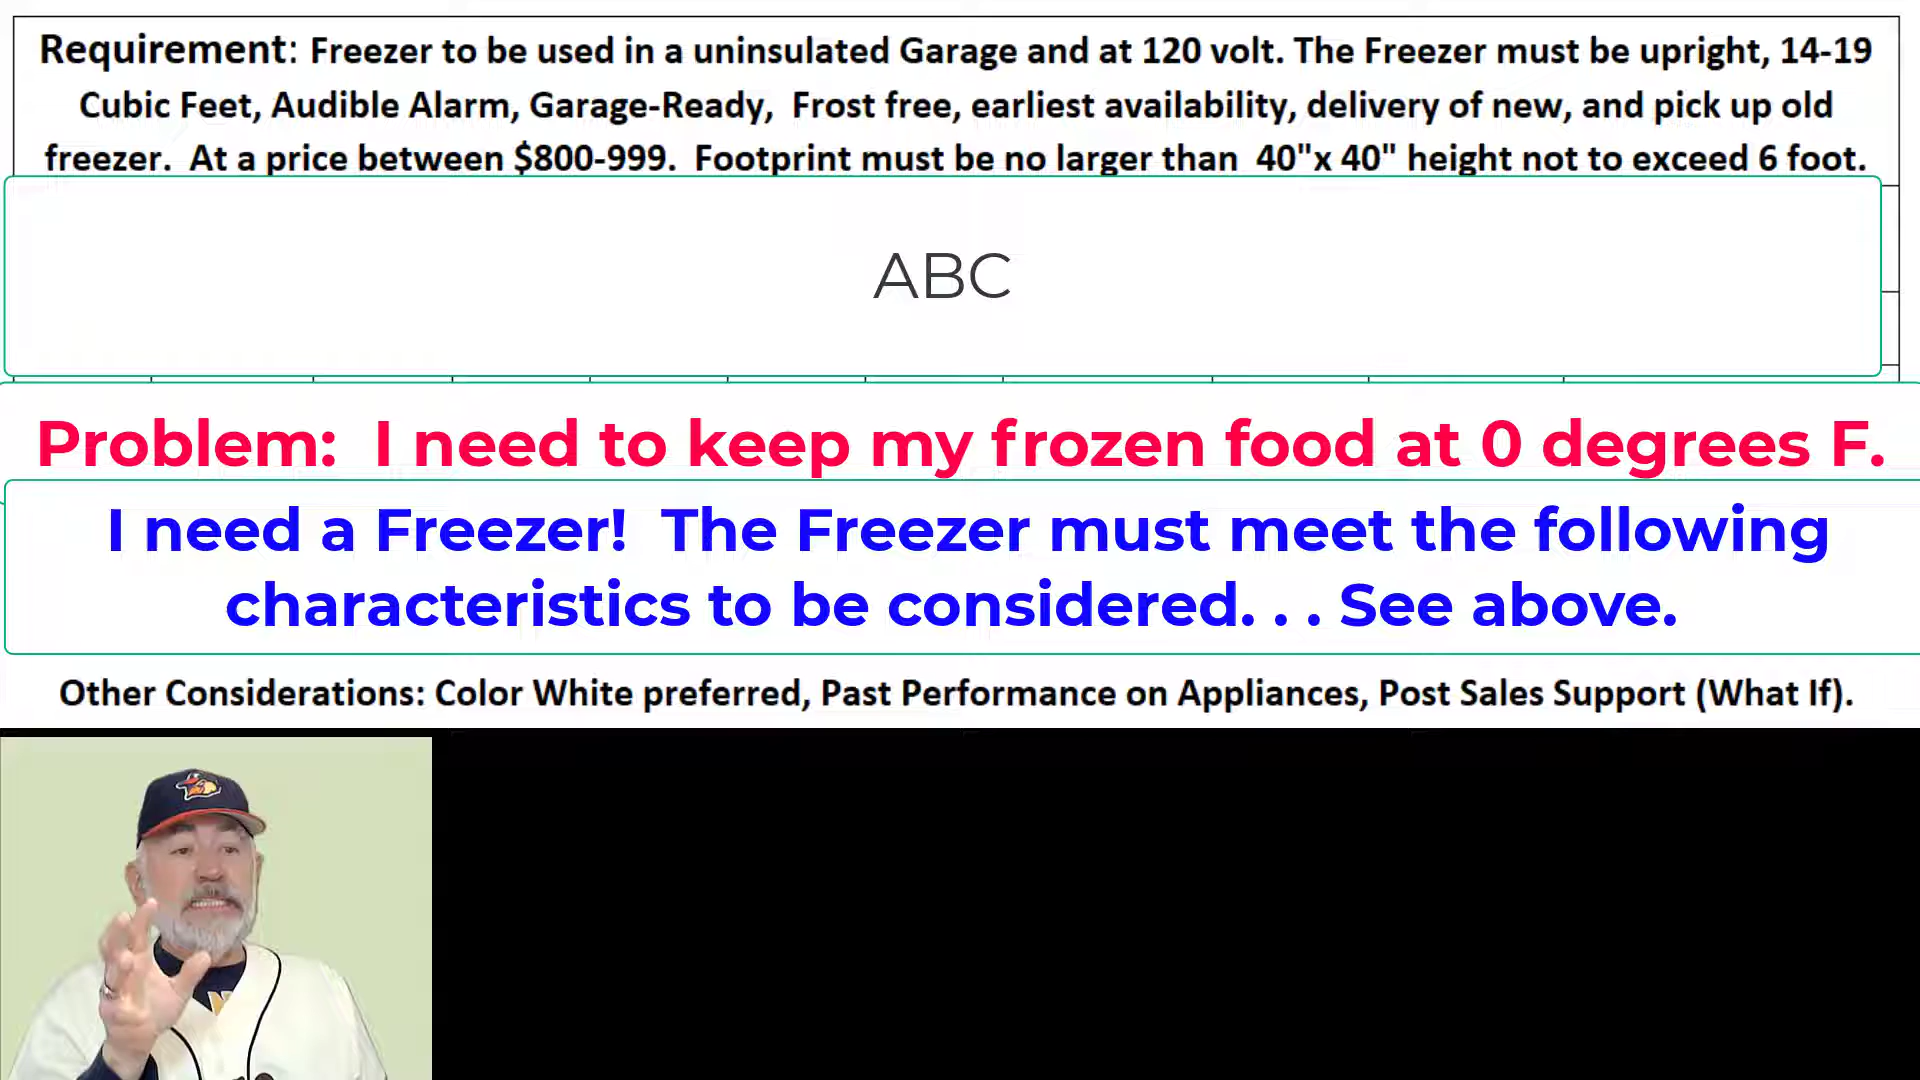 Requirement: Freezer to be used in a uninsulated Garage and at 120 volt. The Freezer must be upright, 14-19
Cubic Feet, Audible Alarm, Garage-Ready,  Frost free, earliest availability, delivery of new, and pick up old
freezer.  At a price between $800-999.  Footprint must be no larger than  40"x 40" height not to exceed 6 foot.
ABC
Problem:  I need to keep my frozen food at 0 degrees F.
I need a Freezer!  The Freezer must meet the following
characteristics to be considered. . . See above.
Other Considerations: Color White preferred, Past Performance on Appliances, Post Sales Support (What If).